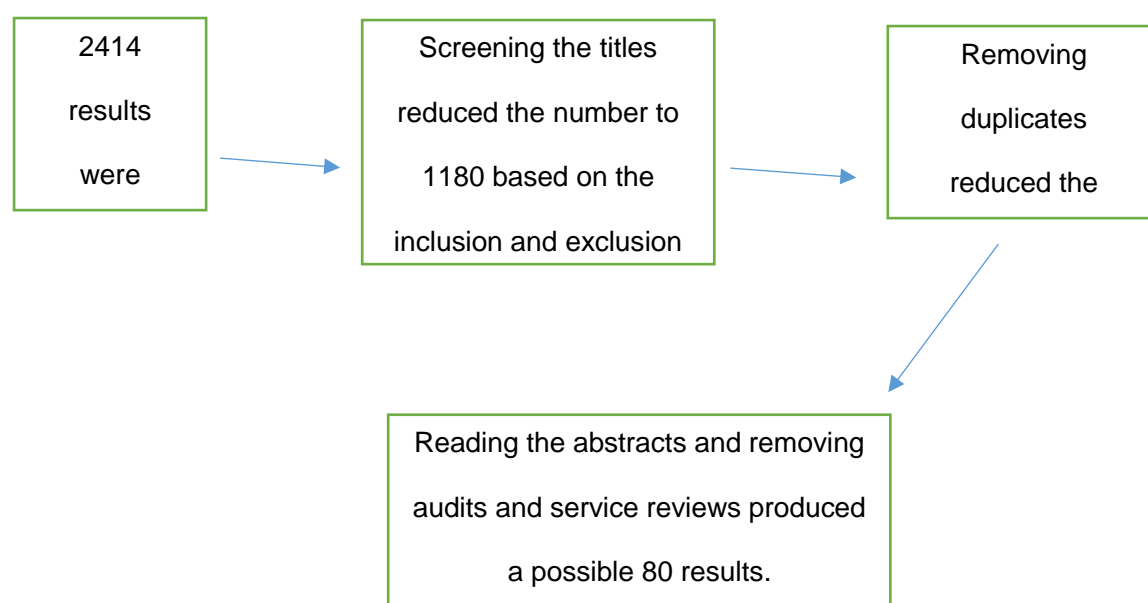 2414
results
were
Screening the titles
reduced the number to
1180 based on the
inclusion and exclusion
Removing
duplicates
reduced the
Reading the abstracts and removing
audits and service reviews produced
a possible 80 results.